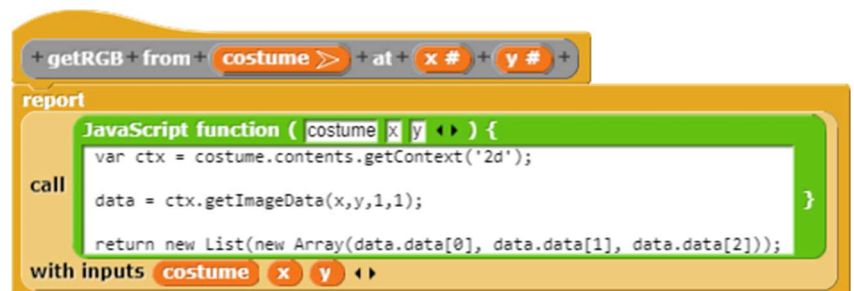 +getRGB+from+ costume > +at+ x # + y # +
report
JavaScript function ( costume x y ) {
var ctx = costume.contents.getContext('2d');
call
data = ctx.getImageData(x,y,1,1);
}
return new List(new Array(data.data[0], data.data[1], data.data[2]));
with inputs costume x y